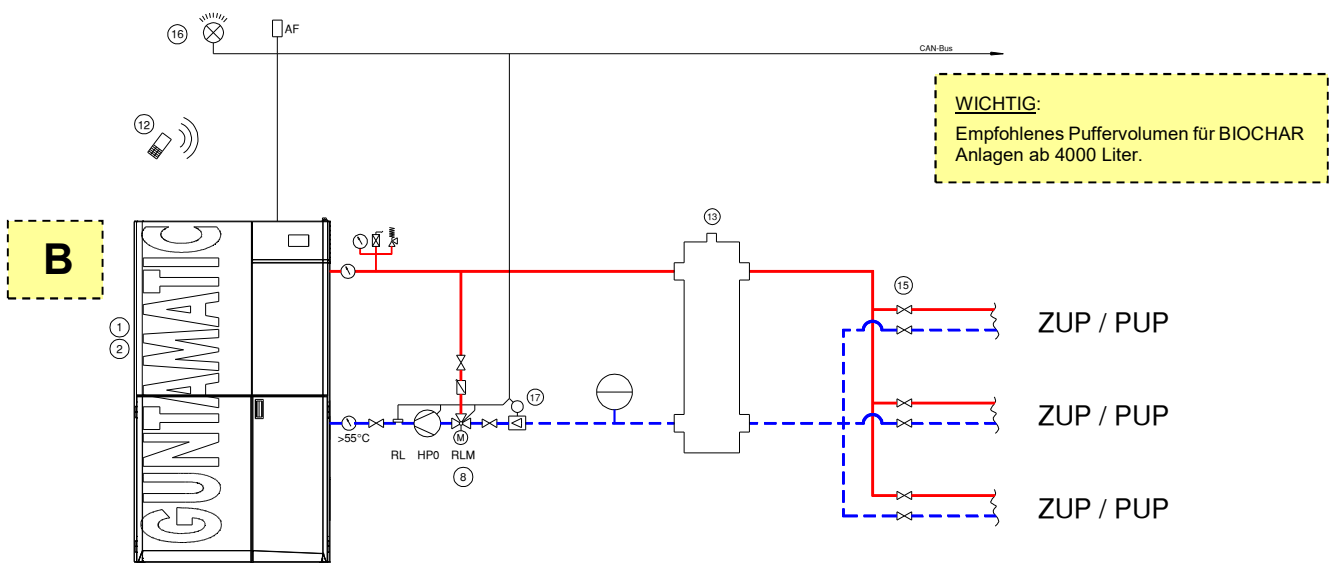 16
AF
CAN-Bus
WICHTIG:
Empfohlenes Puffervolumen für BIOCHAR
Anlagen ab 4000 Liter.
12
B
13
GUNTAMATIC
15
ZUP / PUP
1
2
17
ZUP / PUP
>55°C
M
RL HP0 RLM
8
ZUP / PUP